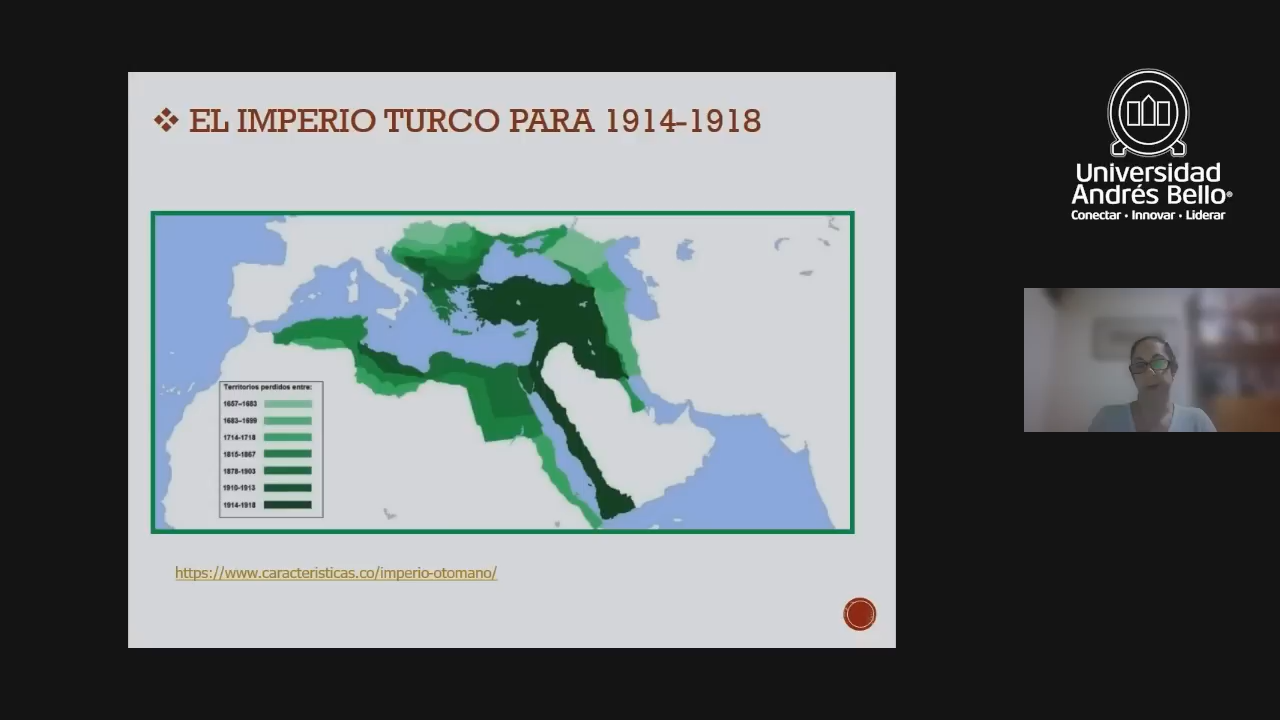 ❖ EL IMPERIO TURCO PARA 1914-1918
Territorios perdidos entre:
1657-1683
1683-1699
1714-1718
1815-1867
1878-1903
1910-1913
1914-1918
https://www.caracteristicas.co/imperio-otomano/
Universidad
Andrés Bello®
Conectar · Innovar · Liderar